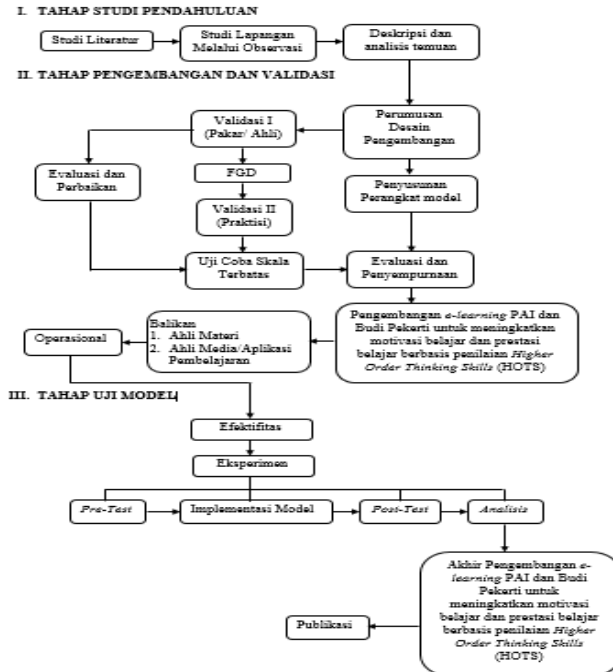 I. TAHAP STUDI PENDAHULUAN
Studi Literatur
Studi Lapangan
Melalui Observasi
Deskripsi dan
analisis temuan
II. TAHAP PENGEMBANGAN DAN VALIDASI
Validasi I
(Pakar/ Ahli)
Perumusan
Desain
Pengembangan
Evaluasi dan
Perbaikan
FGD
Penyusunan
Perangkat model
Validasi II
(Praktisi)
Uji Coba Skala
Terbatas
Evaluasi dan
Penyempurnaan
Operasional
Balikan
1. Ahli Materi
2. Ahli Media/Aplikasi
Pembelajaran
Pengembangan e-learning PAI dan
Budi Pekerti untuk meningkatkan
motivasi belajar dan prestasi
belajar berbasis penilaian Higher
Order Thinking Skills (HOTS)
III. TAHAP UJI MODEL
Efektifitas
Eksperimen
Pre-Test
Implementasi Model
Post-Test
Analisis
Akhir Pengembangan e-
learning PAI dan Budi
Pekerti untuk
meningkatkan motivasi
belajar dan prestasi belajar
berbasis penilaian Higher
Order Thinking Skills
(HOTS)
Publikasi